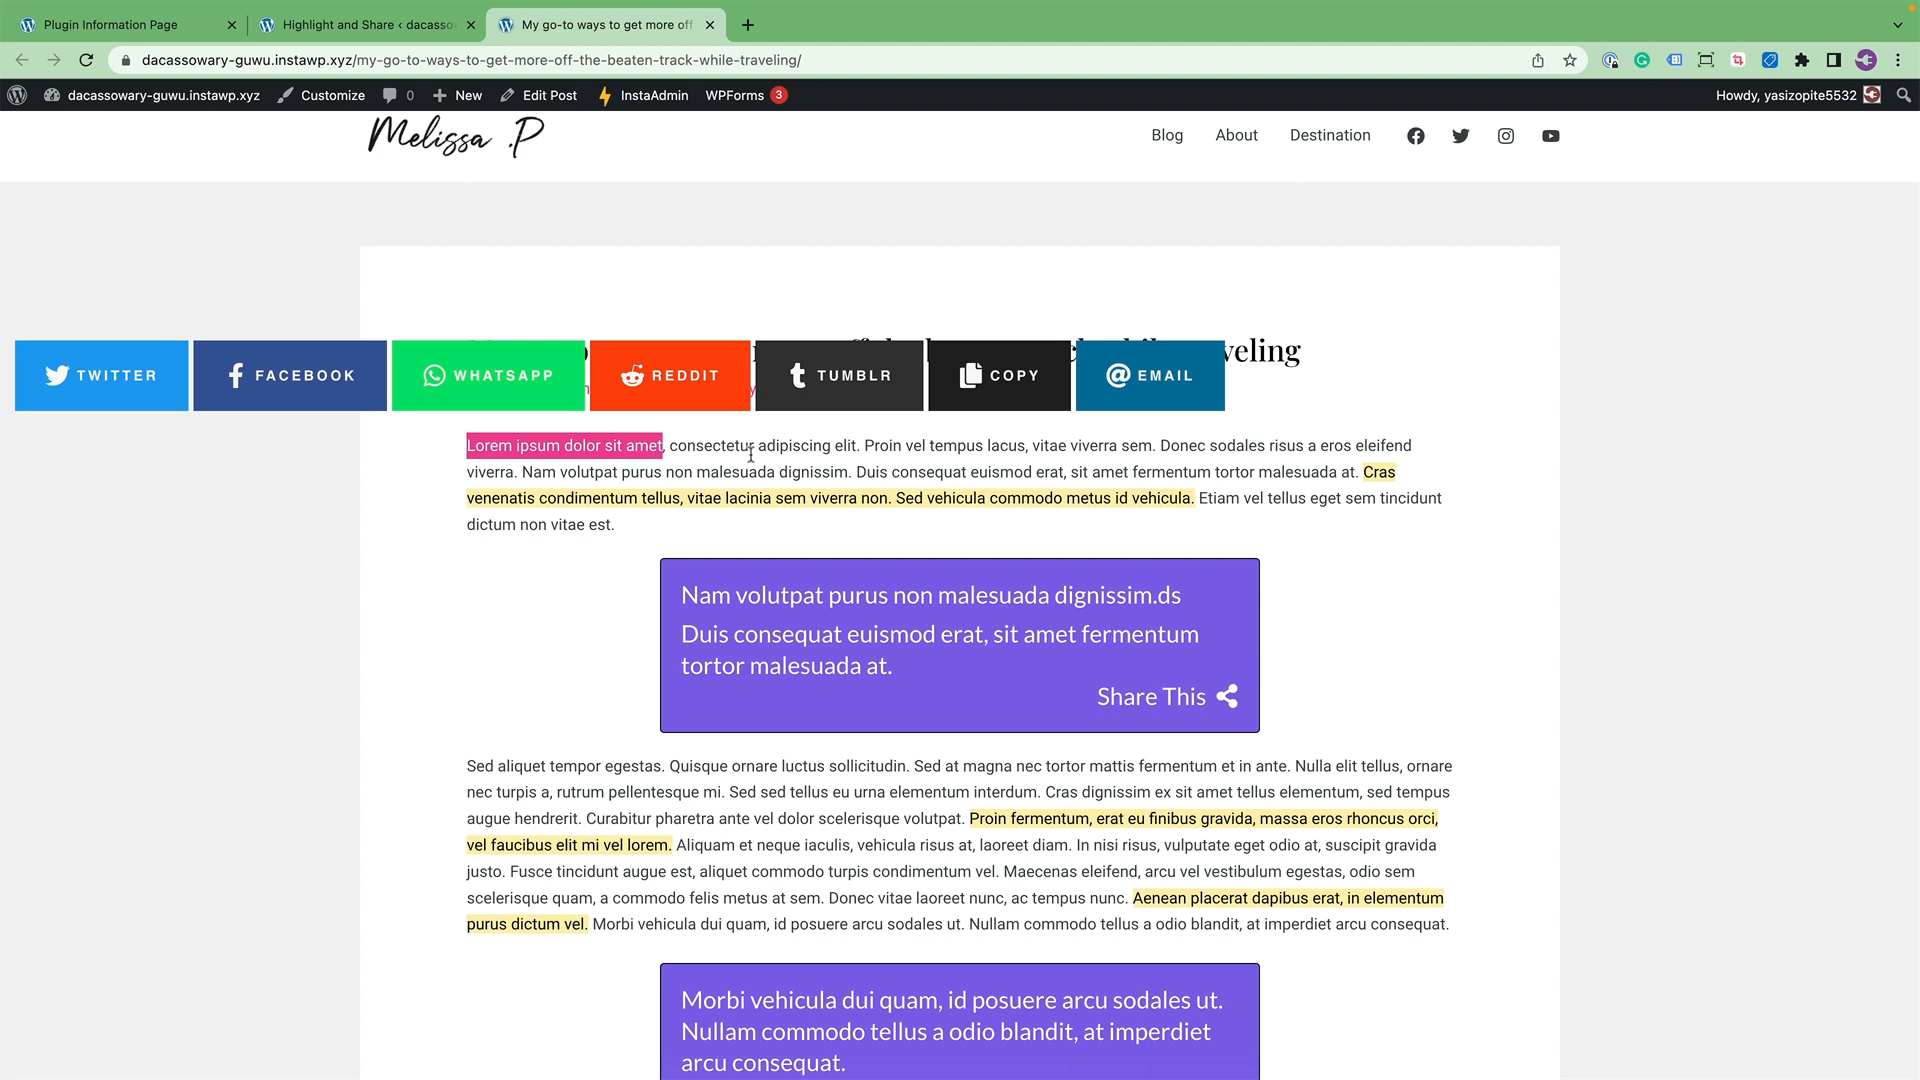 Plugin Information Page
Highlight and Share ‹ dacasso
My go-to ways to get more off
dacassowary-guwu.instawp.xyz/my-go-to-ways-to-get-more-off-the-beaten-track-while-traveling/
dacassowary-guwu.instawp.xyz Customize 0 New Edit Post InstaAdmin WPForms 3 Howdy, yasizopite5532
Melissa .P
Blog About Destination
veling
TWITTER FACEBOOK WHATSAPP REDDIT TUMBLR COPY EMAIL
Lorem ipsum dolor sit amet, consectetur adipiscing elit. Proin vel tempus lacus, vitae viverra sem. Donec sodales risus a eros eleifend
viverra. Nam volutpat purus non malesuada dignissim. Duis consequat euismod erat, sit amet fermentum tortor malesuada at. Cras
venenatis condimentum tellus, vitae lacinia sem viverra non. Sed vehicula commodo metus id vehicula. Etiam vel tellus eget sem tincidunt
dictum non vitae est.
Nam volutpat purus non malesuada dignissim.ds
Duis consequat euismod erat, sit amet fermentum
tortor malesuada at.
Share This
Sed aliquet tempor egestas. Quisque ornare luctus sollicitudin. Sed at magna nec tortor mattis fermentum et in ante. Nulla elit tellus, ornare
nec turpis a, rutrum pellentesque mi. Sed sed tellus eu urna elementum interdum. Cras dignissim ex sit amet tellus elementum, sed tempus
augue hendrerit. Curabitur pharetra ante vel dolor scelerisque volutpat. Proin fermentum, erat eu finibus gravida, massa eros rhoncus orci,
vel faucibus elit mi vel lorem. Aliquam et neque iaculis, vehicula risus at, laoreet diam. In nisi risus, vulputate eget odio at, suscipit gravida
justo. Fusce tincidunt augue est, aliquet commodo turpis condimentum vel. Maecenas eleifend, arcu vel vestibulum egestas, odio sem
scelerisque quam, a commodo felis metus at sem. Donec vitae laoreet nunc, ac tempus nunc. Aenean placerat dapibus erat, in elementum
purus dictum vel. Morbi vehicula dui quam, id posuere arcu sodales ut. Nullam commodo tellus a odio blandit, at imperdiet arcu consequat.
Morbi vehicula dui quam, id posuere arcu sodales ut.
Nullam commodo tellus a odio blandit, at imperdiet
arcu consequat.